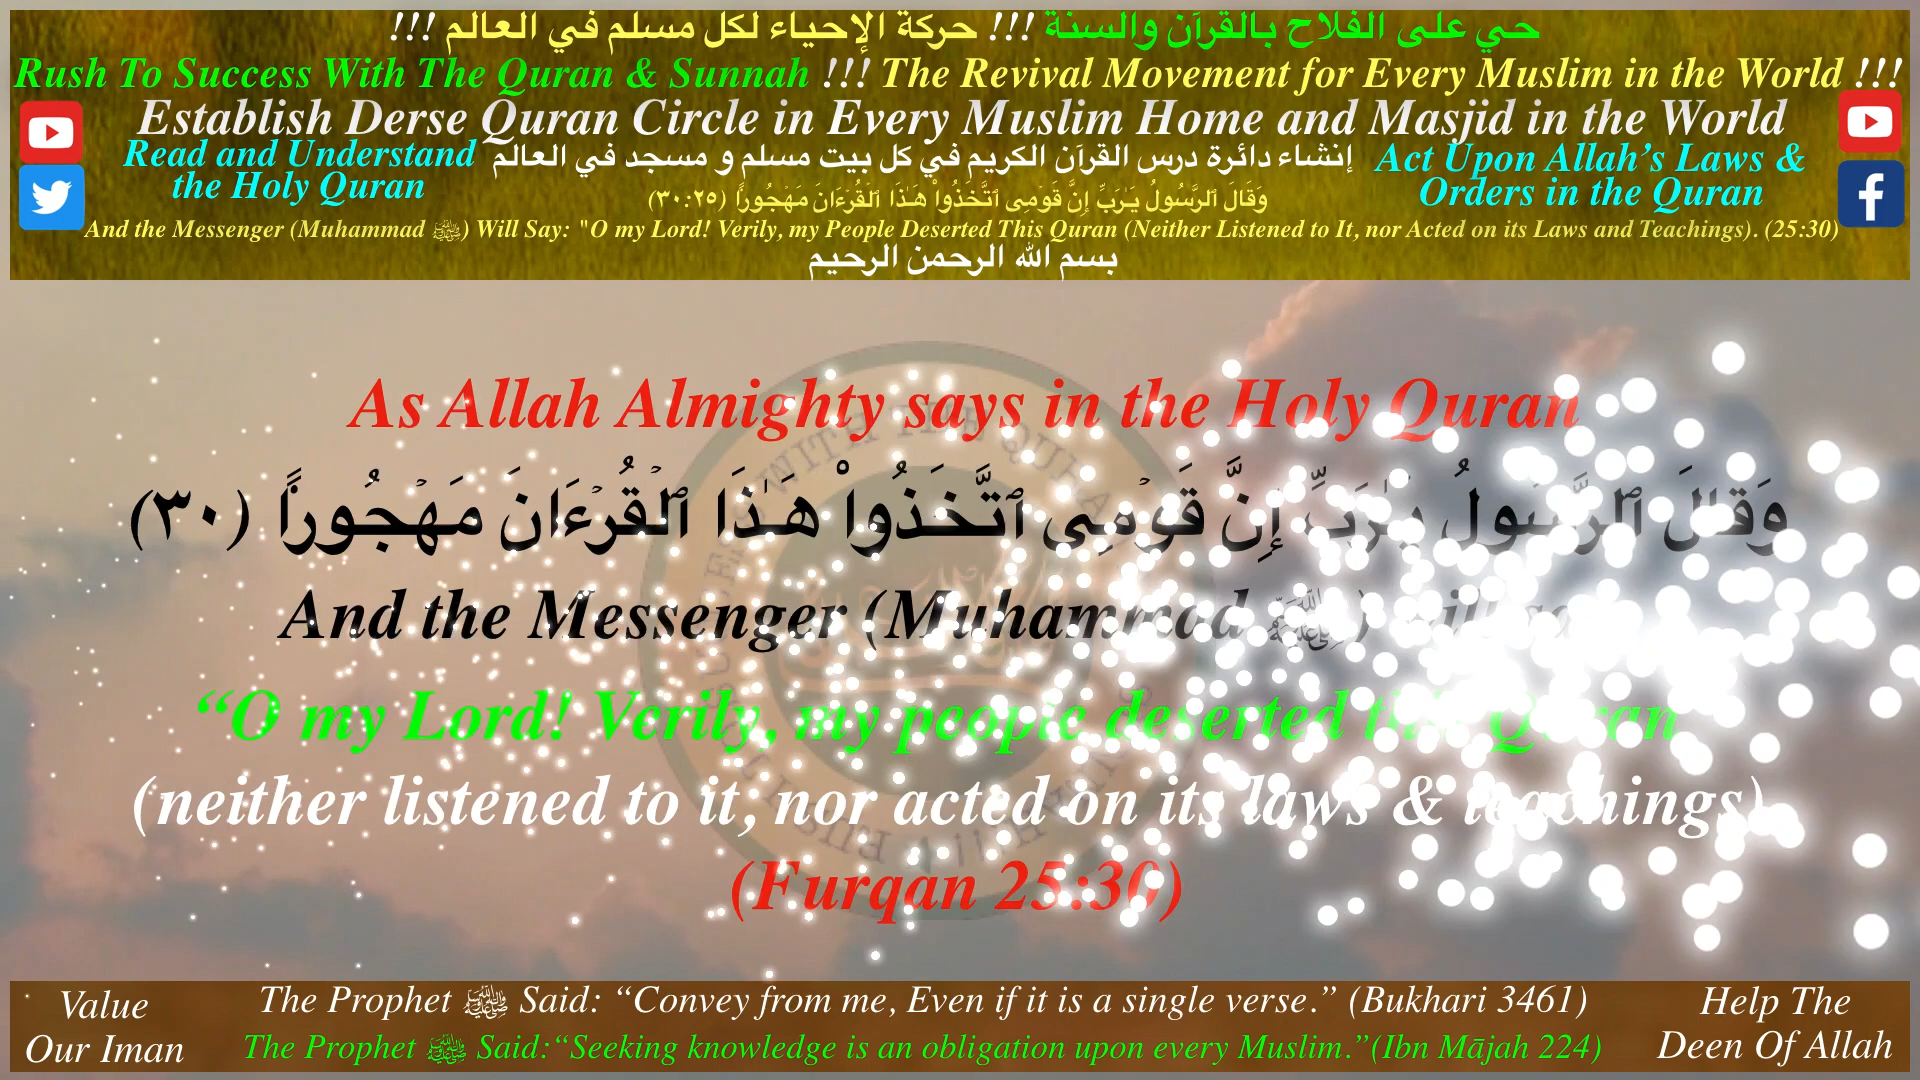 حي على الفلاح بالقرآن والسنة !!! حركة الإحياء لكل مسلم في العالم !!!
Rush To Success With The Quran & Sunnah !!! The Revival Movement for Every Muslim in the World !!!
Establish Derse Quran Circle in Every Muslim Home and Masjid in the World
Read and Understand
the Holy Quran
إنشاء دائرة درس القرآن الكريم في كل بيت مسلم و مسجد في العالم
Act Upon Allah’s Laws &
Orders in the Quran
وَقَالَ ٱلرَّسُولُ يَـٰرَبِّ إِنَّ قَوْمِى ٱتَّخَذُواْ هَـٰذَا ٱلْقُرْءَانَ مَهْجُورًا (٣٠:٢٥)
And the Messenger (Muhammad ﷺ) Will Say: "O my Lord! Verily, my People Deserted This Quran (Neither Listened to It, nor Acted on its Laws and Teachings). (25:30)
بسم الله الرحمن الرحيم
As Allah Almighty says in the Holy Quran
وَقَالَ ٱلرَّسُولُ يَـٰرَبِّ إِنَّ قَوْمِى ٱتَّخَذُواْ هَـٰذَا ٱلْقُرْءَانَ مَهْجُورًا (٣٠)
And the Messenger (Muhammad ﷺ) will
“O my Lord! Verily, my people deserted this Quran
(neither listened to it, nor acted on its laws & teachings)
(Furqan 25:30)
Value
Our Iman
The Prophet ﷺ Said: “Convey from me, Even if it is a single verse.” (Bukhari 3461)
The Prophet ﷺ Said:“Seeking knowledge is an obligation upon every Muslim.”(Ibn Mājah 224)
Help The
Deen Of Allah